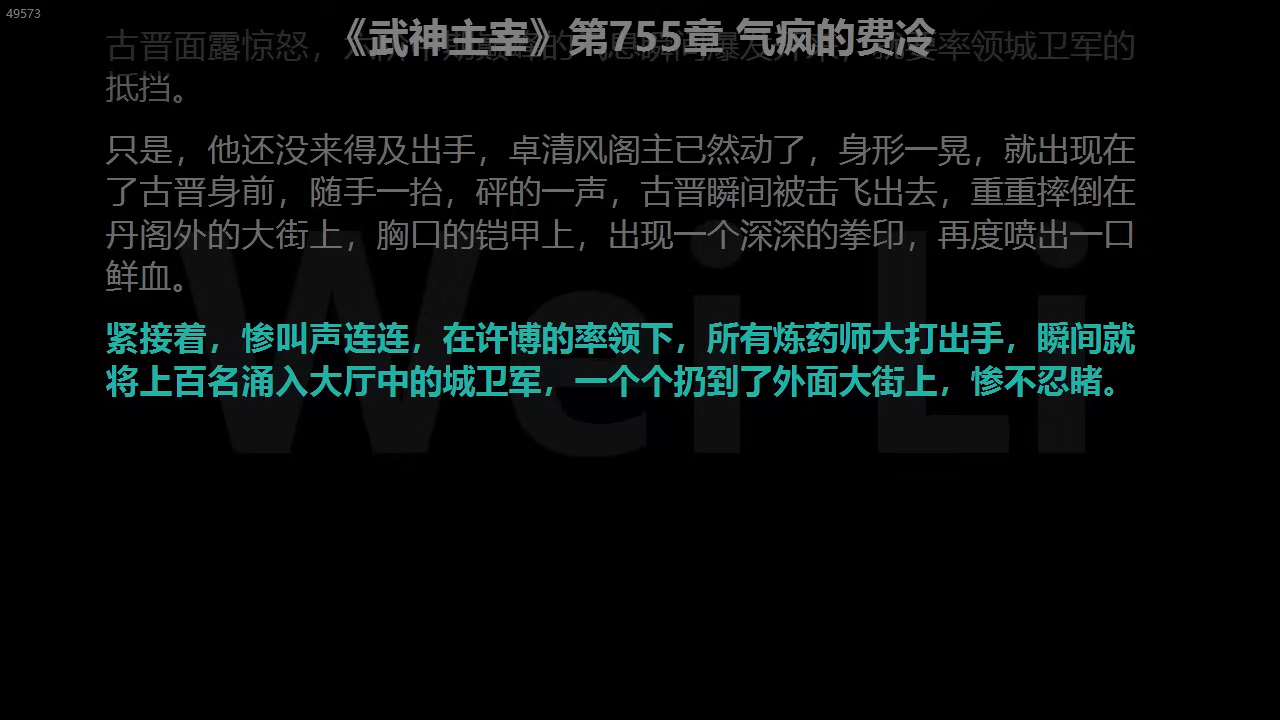 49573
《武神主宰》第755章 气疯的费冷
古晋面露惊怒，率领城卫军的
抵挡。
只是，他还没来得及出手，卓清风阁主已然动了，身形一晃，就出现在
了古晋身前，随手一抬，砰的一声，古晋瞬间被击飞出去，重重摔倒在
丹阁外的大街上，胸口的铠甲上，出现一个深深的拳印，再度喷出一口
鲜血。
紧接着，惨叫声连连，在许博的率领下，所有炼药师大打出手，瞬间就
将上百名涌入大厅中的城卫军，一个个扔到了外面大街上，惨不忍睹。
Wei Li